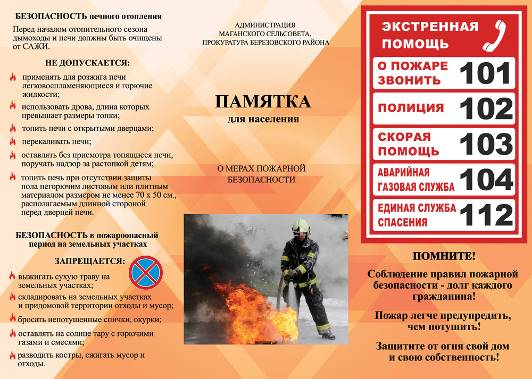 БЕЗОПАСНОСТЬ печного отопления
Перед началом отопительного сезона
дымоходы и печи должны быть очищены
от САЖИ.
НЕ ДОПУСКАЕТСЯ:
применять для розжига печи
легковоспламеняющиеся и горючие
жидкости;
использовать дрова, длина которых
превышает размеры топки;
топить печи с открытыми дверцами;
перекаливать печи;
оставлять без присмотра топящиеся печи,
поручать надзор за растопкой детям;
топить печь при отсутствии защиты
пола негорючим листовым или плитным
материалом размером не менее 70 х 50 см.,
располагаемым длинной стороной
перед дверцей печи.
БЕЗОПАСНОСТЬ в пожароопасный
период на земельных участках
ЗАПРЕЩАЕТСЯ:
выжигать сухую траву на
земельных участках;
складировать на земельных участках
и придомовой территории отходы и мусор;
бросать непотушенные спички, окурки;
оставлять на солнце тару с горючими
газами и смесями;
разводить костры, сжигать мусор и
отходы.
АДМИНИСТРАЦИЯ
МАГАНСКОГО СЕЛЬСОВЕТА,
ПРОКУРАТУРА БЕРЕЗОВСКОГО РАЙОНА
ПАМЯТКА
для населения
О МЕРАХ ПОЖАРНОЙ
БЕЗОПАСНОСТИ
ЭКСТРЕННАЯ
ПОМОЩЬ
О ПОЖАРЕ
ЗВОНИТЬ 101
ПОЛИЦИЯ 102
СКОРАЯ
ПОМОЩЬ 103
АВАРИЙНАЯ
ГАЗОВАЯ СЛУЖБА 104
ЕДИНАЯ СЛУЖБА
СПАСЕНИЯ 112
ПОМНИТЕ!
Соблюдение правил пожарной
безопасности - долг каждого
гражданина!
Пожар легче предупредить,
чем потушить!
Защитите от огня свой дом
и свою собственность!